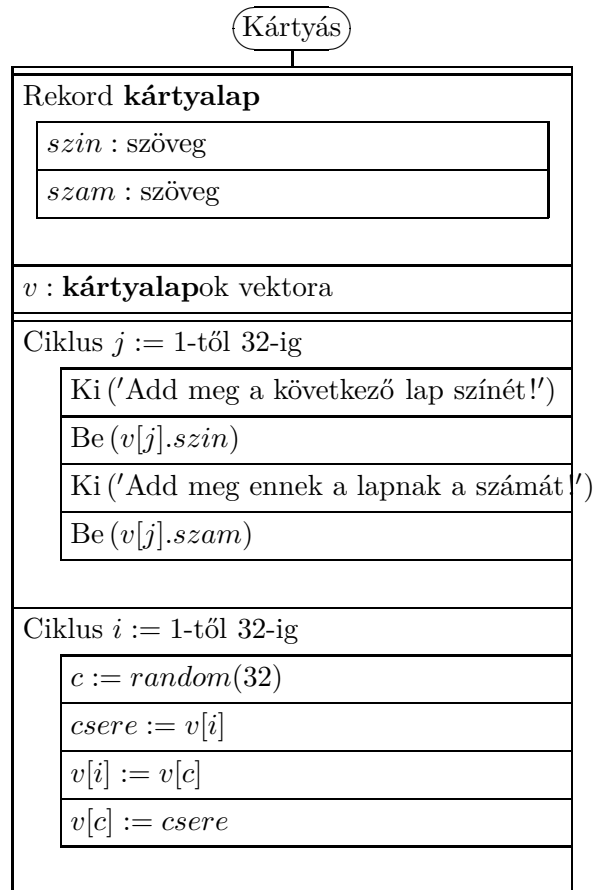 Kártyás
Rekord kártyalap
szin : szöveg
szam : szöveg
v : kártyalapok vektora
Ciklus j := 1-től 32-ig
Ki ('Add meg a következő lap színét!')
Be (v[j].szin)
Ki ('Add meg ennek a lapnak a számát!')
Be (v[j].szam)
Ciklus i := 1-től 32-ig
c := random(32)
csere := v[i]
v[i] := v[c]
v[c] := csere